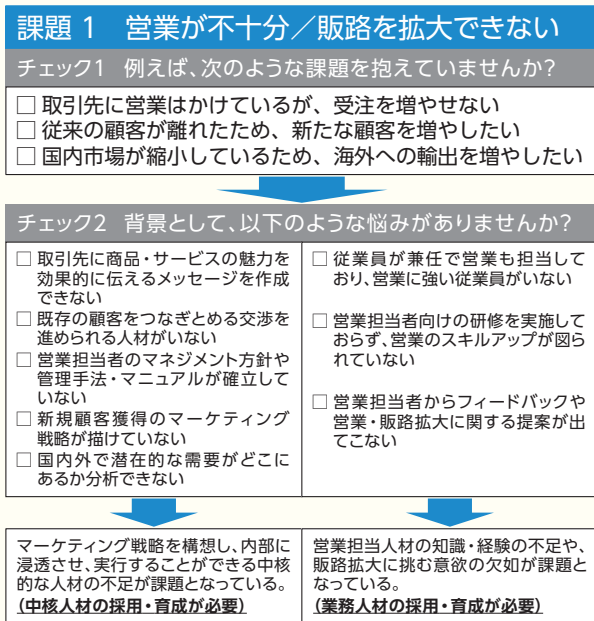 課題 1　営業が不十分／販路を拡大できない
チェック1　例えば、次のような課題を抱えていませんか？
□ 取引先に営業はかけているが、受注を増やせない
□ 従来の顧客が離れたため、新たな顧客を増やしたい
□ 国内市場が縮小しているため、海外への輸出を増やしたい
チェック2　背景として、以下のような悩みがありませんか？
□ 取引先に商品・サービスの魅力を
効果的に伝えるメッセージを作成
できない
□ 既存の顧客をつなぎとめる交渉を
進められる人材がいない
□ 営業担当者のマネジメント方針や
管理手法・マニュアルが確立して
いない
□ 新規顧客獲得のマーケティング
戦略が描けていない
□ 国内外で潜在的な需要がどこに
あるか分析できない
□ 従業員が兼任で営業も担当して
おり、営業に強い従業員がいない
□ 営業担当者向けの研修を実施して
おらず、営業のスキルアップが図ら
れていない
□ 営業担当者からフィードバックや
営業・販路拡大に関する提案が出
てこない
マーケティング戦略を構想し、内部に
浸透させ、実行することができる中核
的な人材の不足が課題となっている。
(中核人材の採用・育成が必要)
営業担当人材の知識・経験の不足や、
販路拡大に挑む意欲の欠如が課題と
なっている。
(業務人材の採用・育成が必要)